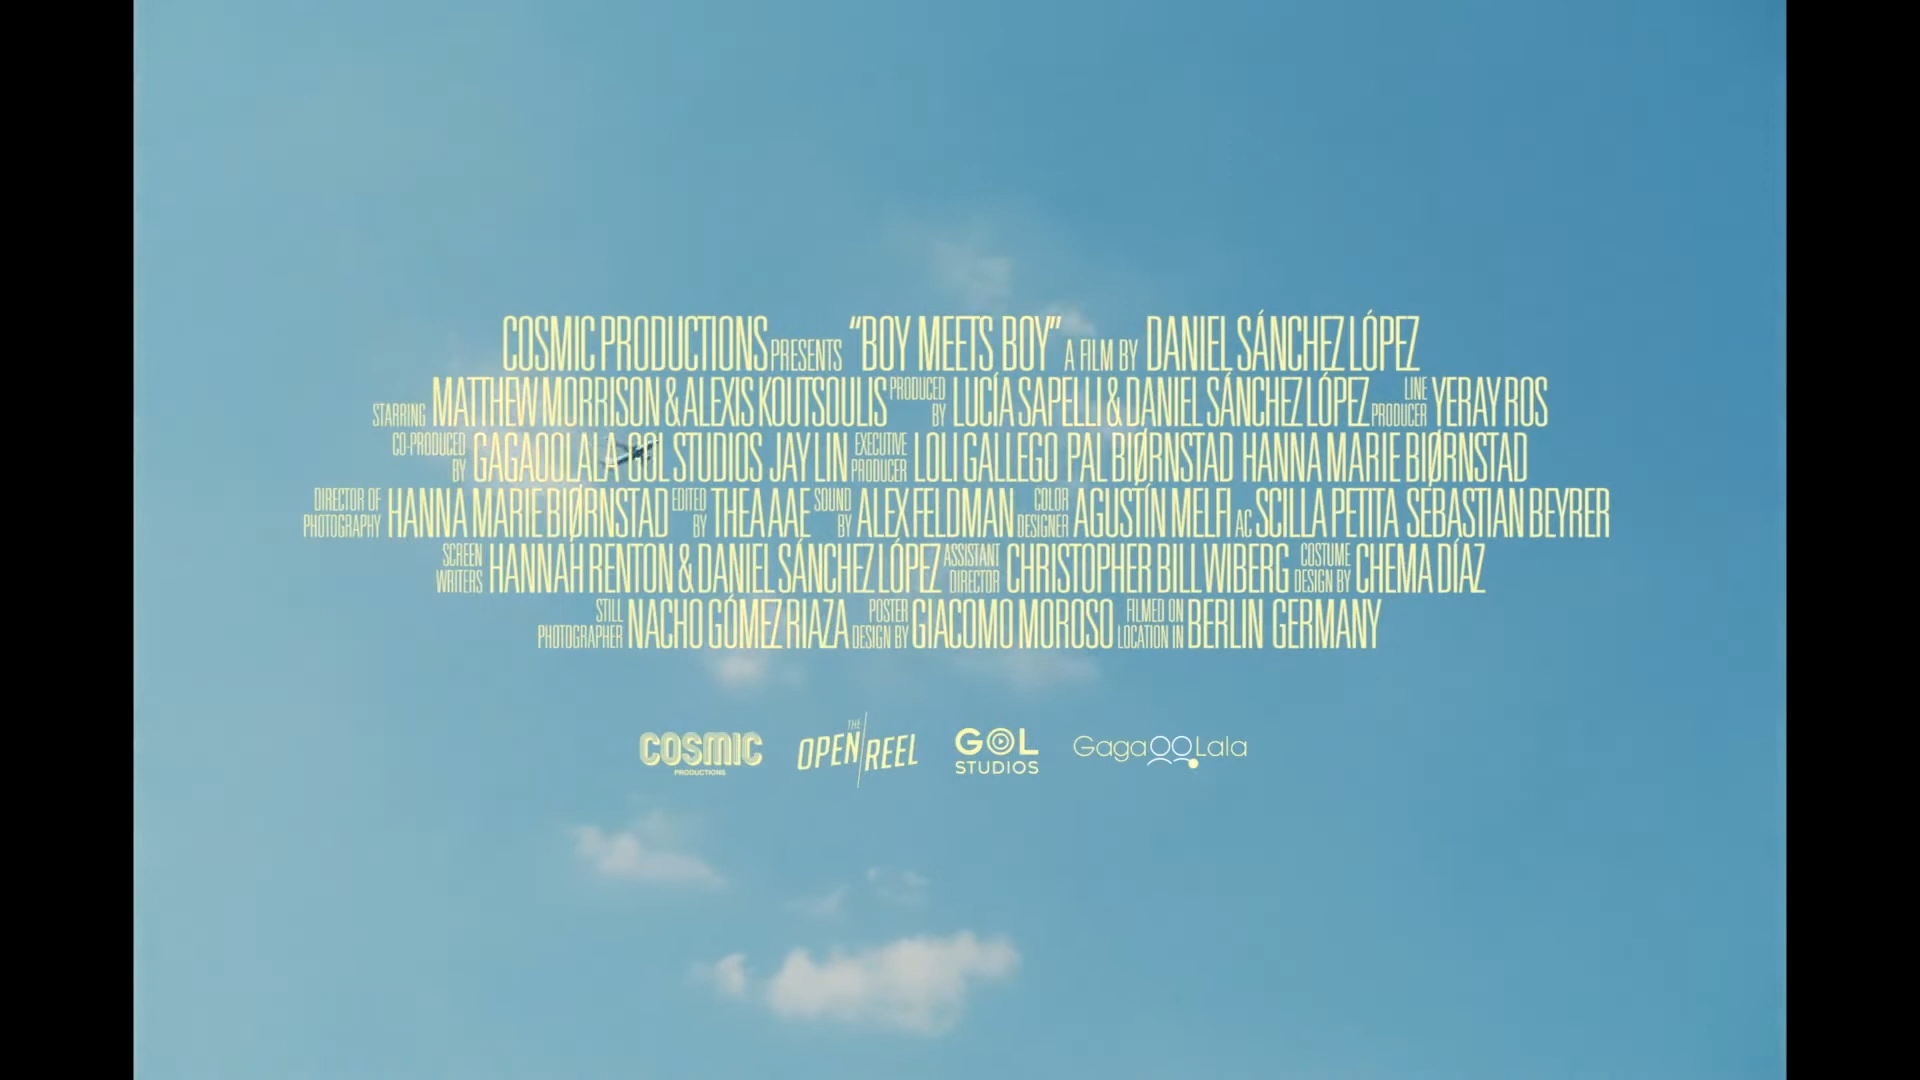 COSMIC PRODUCTIONS PRESENTS “BOY MEETS BOY” A FILM BY DANIEL SÁNCHEZ LÓPEZ
STARRING MATTHEW MORRISON & ALEXIS KOUTSOULIS PRODUCED BY LUCÍA SAPELLI & DANIEL SÁNCHEZ LÓPEZ LINE PRODUCER YERAY ROS
CO-PRODUCED BY GAGAOOLALA GOL STUDIOS JAY LIN EXECUTIVE PRODUCER LOLI GALLEGO PAL BIØRNSTAD HANNA MARIE BIØRNSTAD
DIRECTOR OF PHOTOGRAPHY HANNA MARIE BIØRNSTAD EDITED BY THEA AAE SOUND BY ALEX FELDMAN COLOR DESIGNER AGUSTÍN MELFI AC SCILLA PETITA SEBASTIAN BEYRER
SCREEN WRITERS HANNAH RENTON & DANIEL SÁNCHEZ LÓPEZ ASSISTANT DIRECTOR CHRISTOPHER BILL WIBERG COSTUME DESIGN BY CHEMA DÍAZ
STILL PHOTOGRAPHER NACHO GÓMEZ RIAZA POSTER DESIGN BY GIACOMO MOROSO FILMED ON LOCATION IN BERLIN GERMANY
COSMIC PRODUCTIONS
THE OPEN REEL
GOL STUDIOS
GagaOOLala